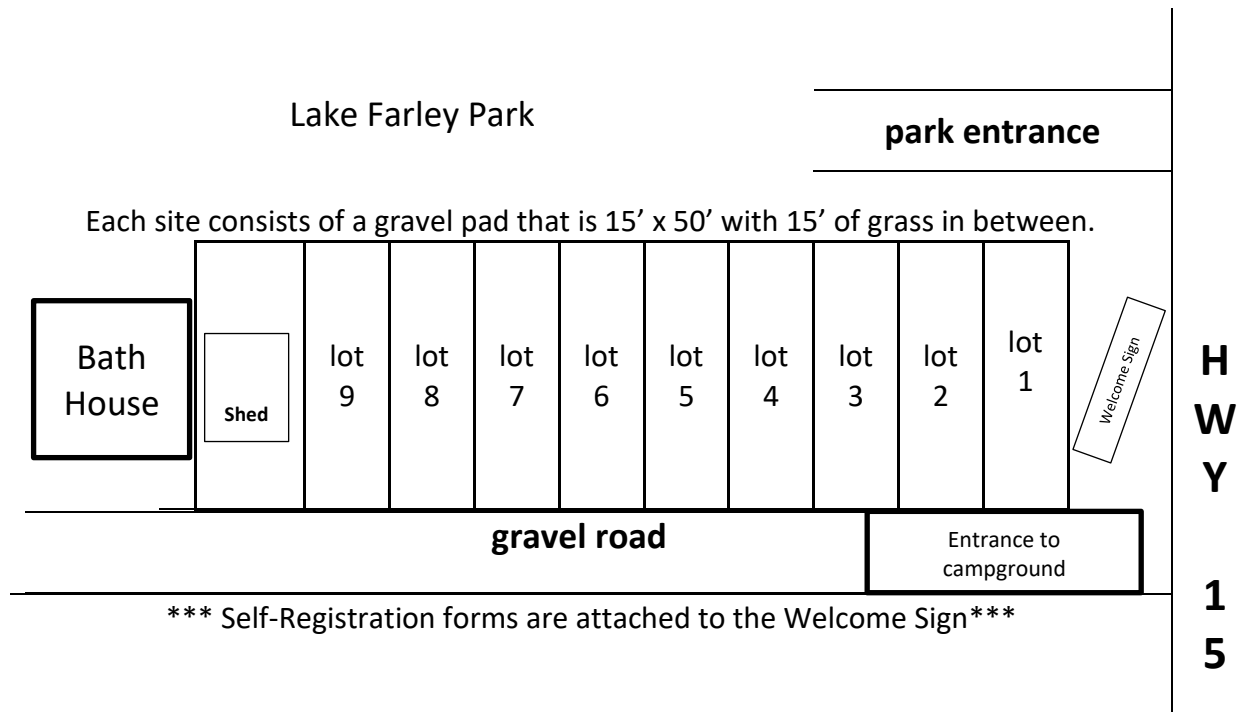 Lake Farley Park
park entrance
Each site consists of a gravel pad that is 15’ x 50’ with 15’ of grass in between.
Bath
House
Shed
lot
9
lot
8
lot
7
lot
6
lot
5
lot
4
lot
3
lot
2
lot
1
Welcome Sign
H
W
Y
1
5
gravel road
Entrance to
campground
*** Self-Registration forms are attached to the Welcome Sign***